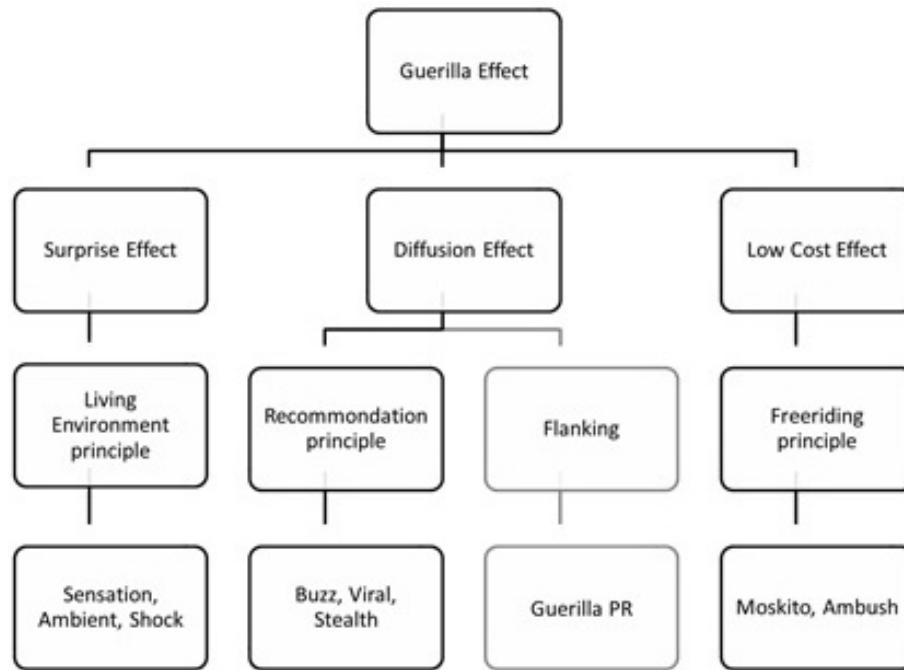 Guerilla Effect
Surprise Effect
Diffusion Effect
Low Cost Effect
Living
Environment
principle
Recommondation
principle
Flanking
Freeriding
principle
Sensation,
Ambient, Shock
Buzz, Viral,
Stealth
Guerilla PR
Moskito, Ambush